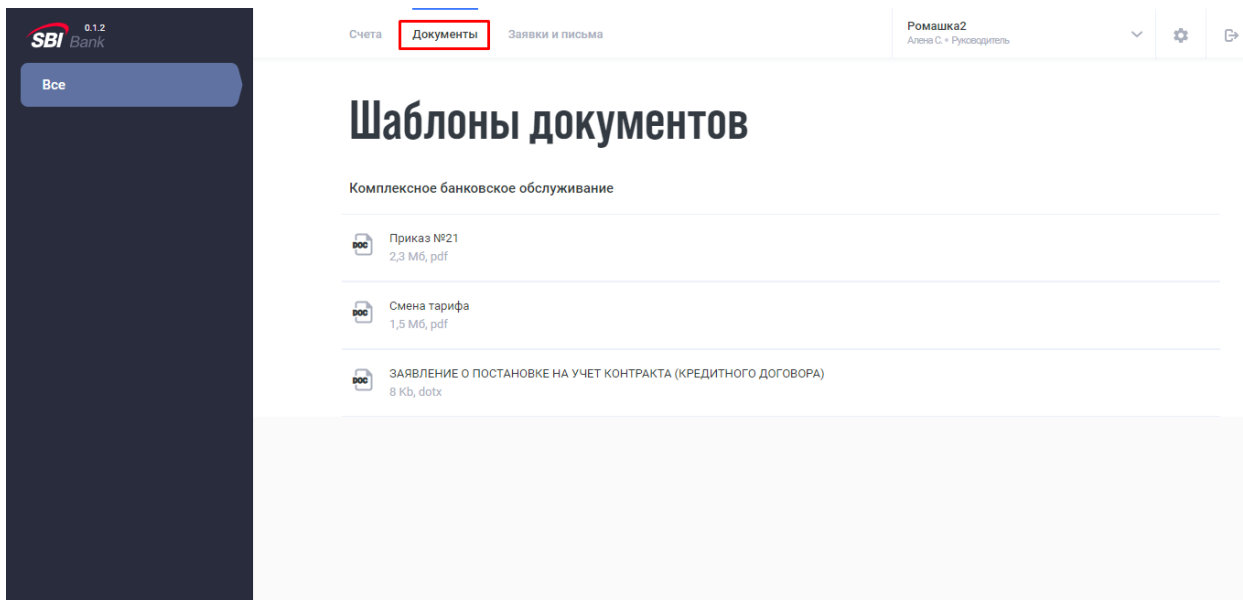 SBI Bank
0.1.2
Все
Счета
Документы
Заявки и письма
Ромашка2
Алена С. • Руководитель
Шаблоны документов
Комплексное банковское обслуживание
DOC
Приказ №21
2,3 Мб, pdf
DOC
Смена тарифа
1,5 Мб, pdf
DOC
ЗАЯВЛЕНИЕ О ПОСТАНОВКЕ НА УЧЕТ КОНТРАКТА (КРЕДИТНОГО ДОГОВОРА)
8 Kb, dotx